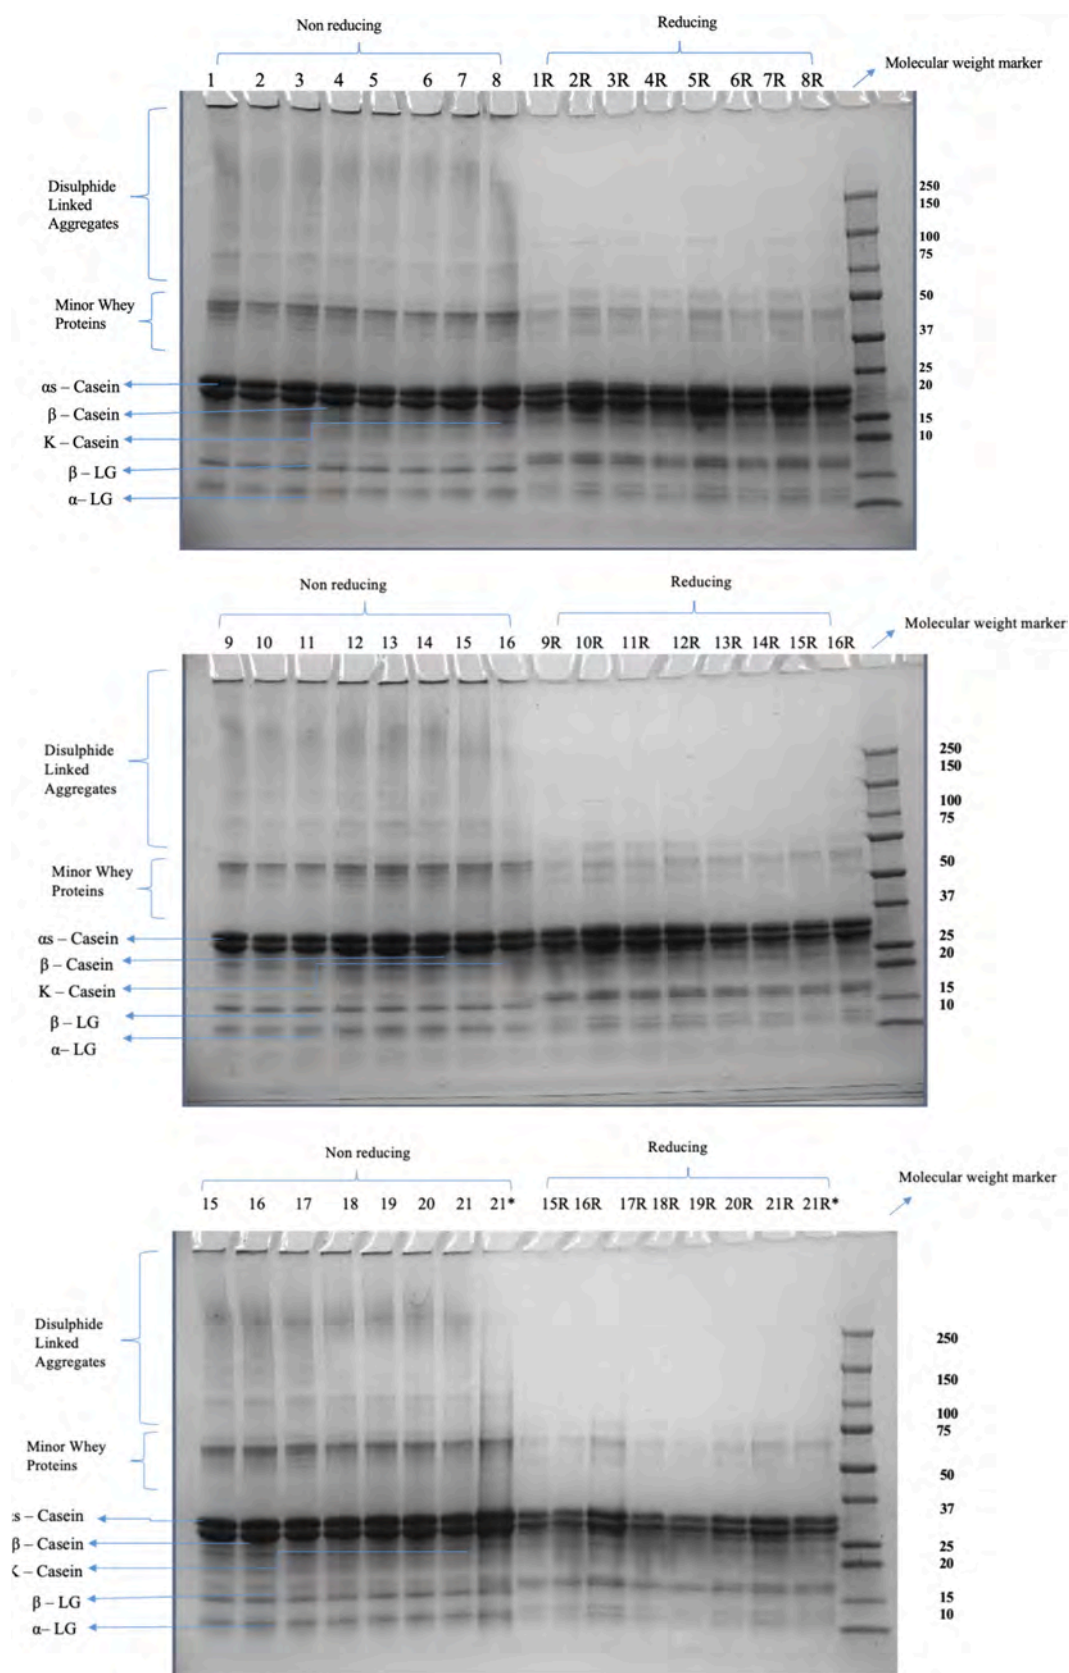 Non reducing
Reducing
Molecular weight marker
1 2 3 4 5 6 7 8 1R 2R 3R 4R 5R 6R 7R 8R
Disulphide
Linked
Aggregates
Minor Whey
Proteins
αs – Casein
β – Casein
K – Casein
β – LG
α– LG
250
150
100
75
50
37
25
20
15
10
Non reducing
Reducing
Molecular weight marker
9 10 11 12 13 14 15 16 9R 10R 11R 12R 13R 14R 15R 16R
Disulphide
Linked
Aggregates
Minor Whey
Proteins
αs – Casein
β – Casein
K – Casein
β – LG
α– LG
250
150
100
75
50
37
25
20
15
10
Non reducing
Reducing
Molecular weight marker
15 16 17 18 19 20 21 21* 15R 16R 17R 18R 19R 20R 21R 21R*
Disulphide
Linked
Aggregates
Minor Whey
Proteins
s – Casein
β – Casein
– Casein
β – LG
α– LG
250
150
100
75
50
37
25
20
15
10